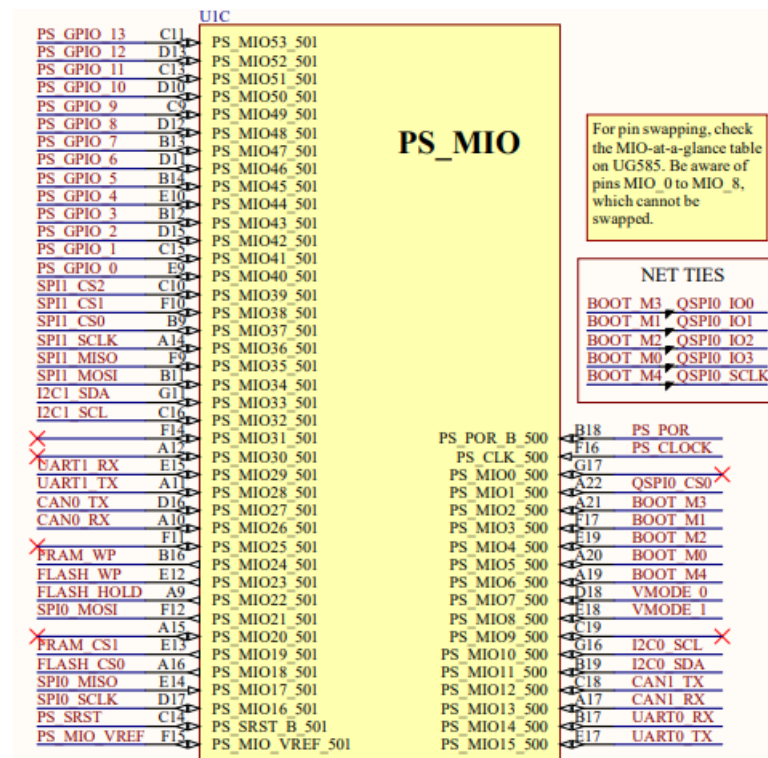 U1C
PS_MIO
PS_GPIO_13 C11 PS_MIO53_501
PS_GPIO_12 D13 PS_MIO52_501
PS_GPIO_11 C13 PS_MIO51_501
PS_GPIO_10 D10 PS_MIO50_501
PS_GPIO_9 C9 PS_MIO49_501
PS_GPIO_8 D12 PS_MIO48_501
PS_GPIO_7 B13 PS_MIO47_501
PS_GPIO_6 D11 PS_MIO46_501
PS_GPIO_5 B14 PS_MIO45_501
PS_GPIO_4 E10 PS_MIO44_501
PS_GPIO_3 B12 PS_MIO43_501
PS_GPIO_2 D15 PS_MIO42_501
PS_GPIO_1 C15 PS_MIO41_501
PS_GPIO_0 E9 PS_MIO40_501
SPI1_CS2 C10 PS_MIO39_501
SPI1_CS1 F10 PS_MIO38_501
SPI1_CS0 B9 PS_MIO37_501
SPI1_SCLK A14 PS_MIO36_501
SPI1_MISO F9 PS_MIO35_501
SPI1_MOSI B11 PS_MIO34_501
I2C1_SDA G11 PS_MIO33_501
I2C1_SCL C16 PS_MIO32_501
F14 PS_MIO31_501
A12 PS_MIO30_501
UART1_RX E15 PS_MIO29_501
UART1_TX A11 PS_MIO28_501
CAN0_TX D16 PS_MIO27_501
CAN0_RX A10 PS_MIO26_501
F11 PS_MIO25_501
FRAM_WP B16 PS_MIO24_501
FLASH_WP E12 PS_MIO23_501
FLASH_HOLD A9 PS_MIO22_501
SPI0_MOSI F12 PS_MIO21_501
A15 PS_MIO20_501
FRAM_CS1 E13 PS_MIO19_501
FLASH_CS0 A16 PS_MIO18_501
SPI0_MISO E14 PS_MIO17_501
SPI0_SCLK D17 PS_MIO16_501
PS_SRST C14 PS_SRST_B_501
PS_MIO_VREF F15 PS_MIO_VREF_501
For pin swapping, check
the MIO-at-a-glance table
on UG585. Be aware of
pins MIO_0 to MIO_8,
which cannot be
swapped.
NET TIES
BOOT_M3 QSPI0_IO0
BOOT_M1 QSPI0_IO1
BOOT_M2 QSPI0_IO2
BOOT_M0 QSPI0_IO3
BOOT_M4 QSPI0_SCLK
PS_POR_B_500 B18 PS_POR
PS_CLK_500 F16 PS_CLOCK
PS_MIO0_500 G17
PS_MIO1_500 A22 QSPI0_CS0
PS_MIO2_500 A21 BOOT_M3
PS_MIO3_500 F17 BOOT_M1
PS_MIO4_500 E19 BOOT_M2
PS_MIO5_500 A20 BOOT_M0
PS_MIO6_500 A19 BOOT_M4
PS_MIO7_500 D18 VMODE_0
PS_MIO8_500 E18 VMODE_1
PS_MIO9_500 C19
PS_MIO10_500 G16 I2C0_SCL
PS_MIO11_500 B19 I2C0_SDA
PS_MIO12_500 C18 CAN1_TX
PS_MIO13_500 A17 CAN1_RX
PS_MIO14_500 B17 UART0_RX
PS_MIO15_500 E17 UART0_TX